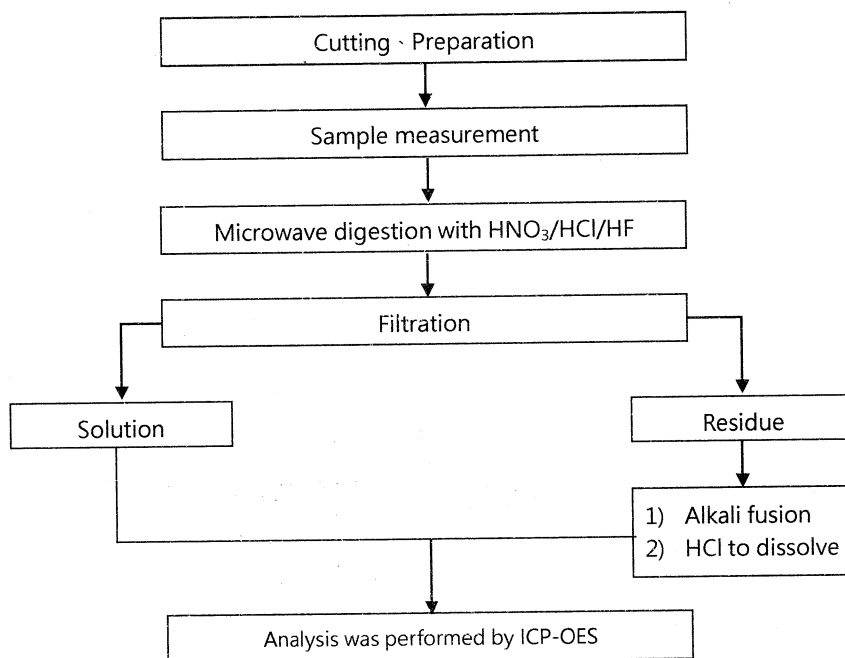 Cutting、Preparation
Sample measurement
Microwave digestion with HNO₃/HCl/HF
Filtration
Solution
Residue
1) Alkali fusion
2) HCl to dissolve
Analysis was performed by ICP-OES